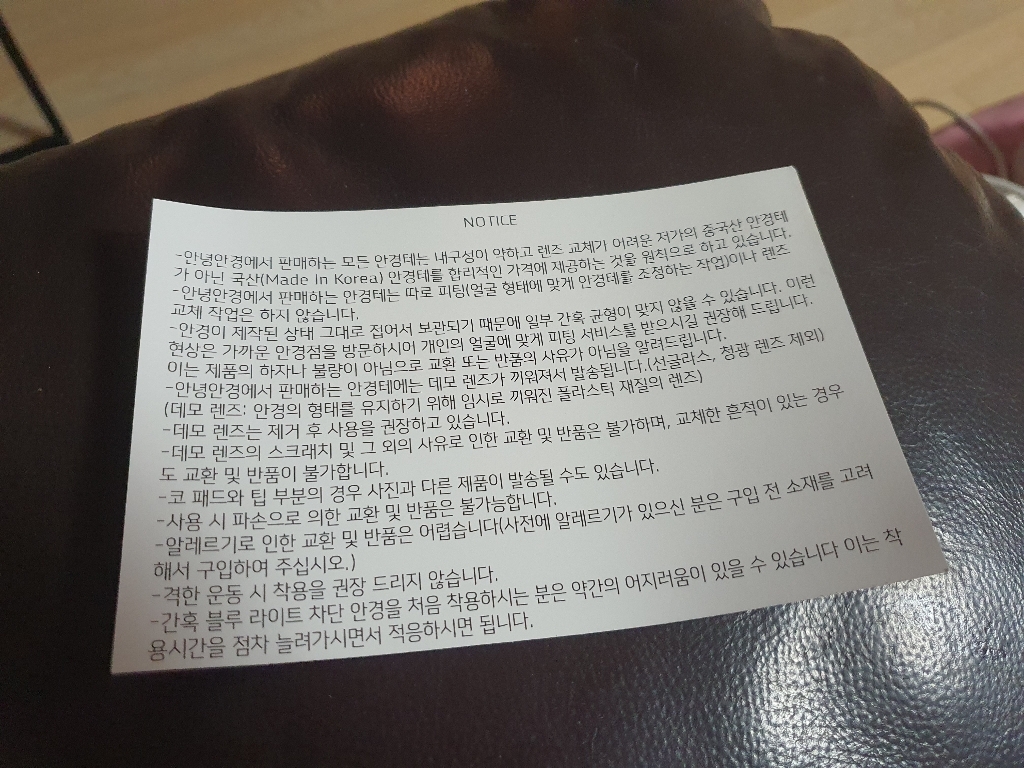 NOTICE
-안녕안경에서 판매하는 모든 안경테는 내구성이 약하고 렌즈 교체가 어려운 저가의 중국산 안경테
가 아닌 국산(Made In Korea) 안경테를 합리적인 가격에 제공하는 것을 원칙으로 하고 있습니다.
-안녕안경에서 판매하는 안경테는 따로 피팅(얼굴 형태에 맞게 안경테를 조정하는 작업)이나 렌즈
교체 작업은 하지 않습니다.
-안경이 제작된 상태 그대로 접어서 보관되기 때문에 일부 간혹 균형이 맞지 않을 수 있습니다. 이런
현상은 가까운 안경점을 방문하시어 개인의 얼굴에 맞게 피팅 서비스를 받으시길 권장해 드립니다.
이는 제품의 하자나 불량이 아님으로 교환 또는 반품의 사유가 아님을 알려드립니다.
-안녕안경에서 판매하는 안경테에는 데모 렌즈가 끼워져서 발송됩니다.(선글라스, 청광 렌즈 제외)
(데모 렌즈: 안경의 형태를 유지하기 위해 임시로 끼워진 플라스틱 재질의 렌즈)
-데모 렌즈는 제거 후 사용을 권장하고 있습니다.
-데모 렌즈의 스크래치 및 그 외의 사유로 인한 교환 및 반품은 불가하며, 교체한 흔적이 있는 경우
도 교환 및 반품이 불가합니다.
-코 패드와 팁 부분의 경우 사진과 다른 제품이 발송될 수도 있습니다.
-사용 시 파손으로 의한 교환 및 반품은 불가능합니다.
-알레르기로 인한 교환 및 반품은 어렵습니다(사전에 알레르기가 있으신 분은 구입 전 소재를 고려
해서 구입하여 주십시오.)
-격한 운동 시 착용을 권장 드리지 않습니다.
-간혹 블루 라이트 차단 안경을 처음 착용하시는 분은 약간의 어지러움이 있을 수 있습니다 이는 착
용시간을 점차 늘려가시면서 적응하시면 됩니다.